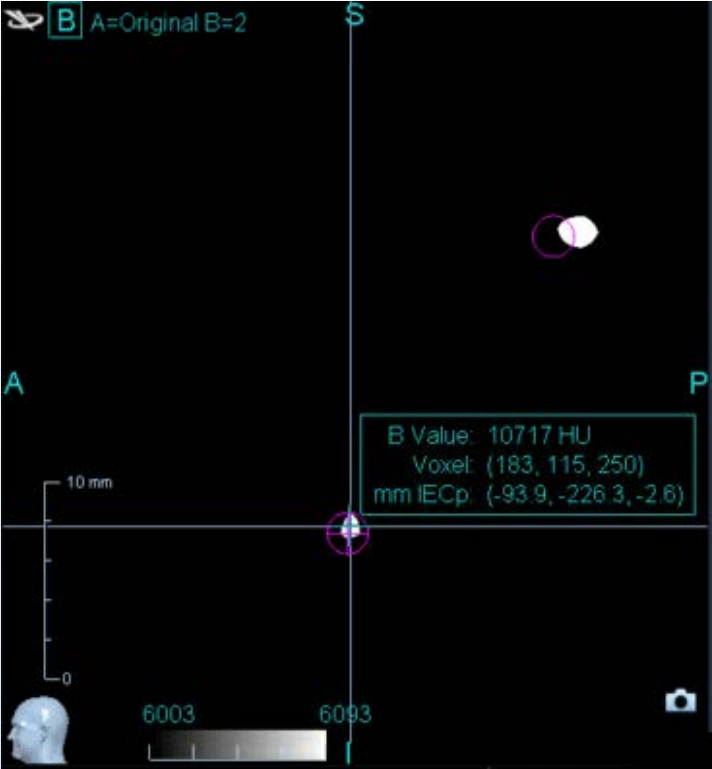 S
B A=Original B=2
A
P
B Value: 10717 HU
Voxel: (183, 115, 250)
mm IECp: (-93.9, -226.3, -2.6)
10 mm
0
6003 6093
I